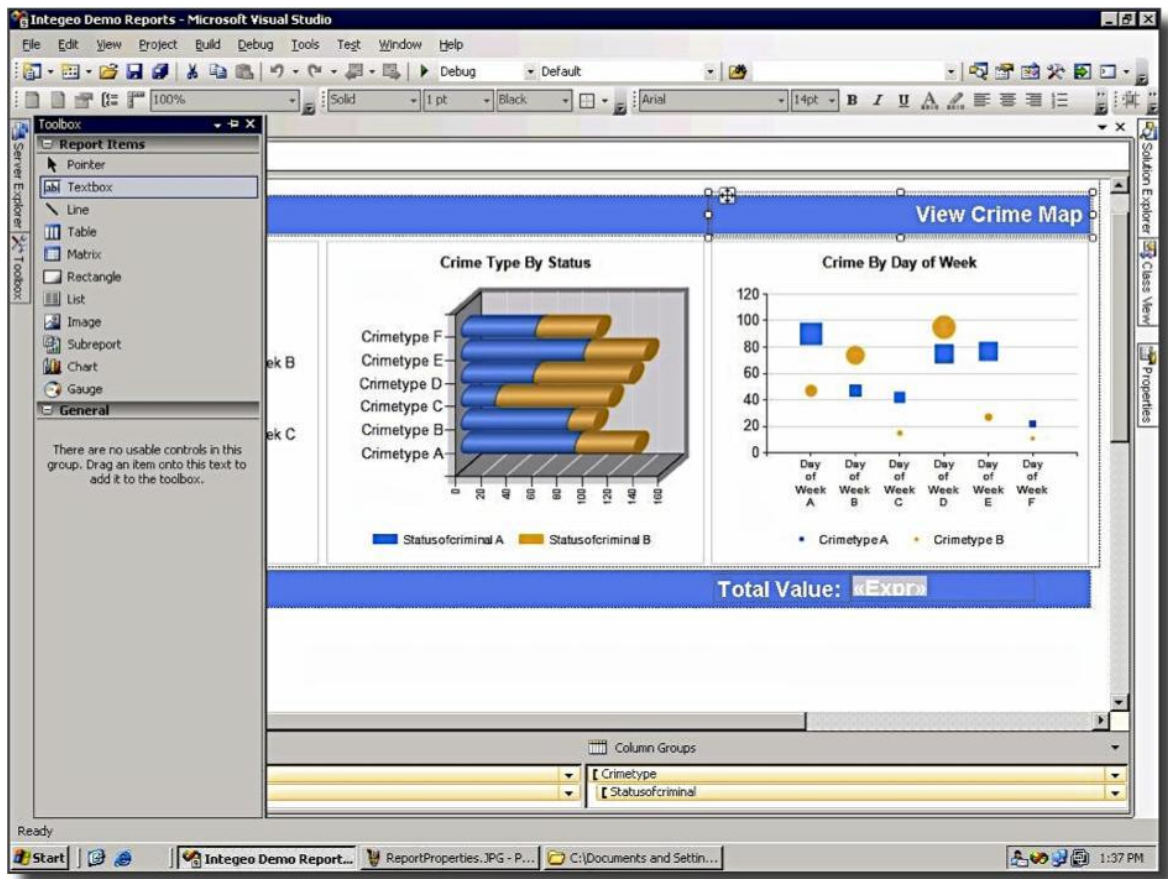 Integeo Demo Reports - Microsoft Visual Studio
File Edit View Project Build Debug Tools Test Window Help
Debug Default
100% Solid 1 pt Black Arial 14pt B I U A
Toolbox
Report Items
Pointer
Textbox
Line
Table
Matrix
Rectangle
List
Image
Subreport
Chart
Gauge
General
There are no usable controls in this
group. Drag an item onto this text to
add it to the toolbox.
Server Explorer
Toolbox
Solution Explorer
Class View
Properties
View Crime Map
ek B
ek C
Crime Type By Status
Crimetype F
Crimetype E
Crimetype D
Crimetype C
Crimetype B
Crimetype A
0 20 40 60 80 100 120 140 160
Statusofcriminal A Statusofcriminal B
Crime By Day of Week
120
100
80
60
40
20
0
Day Day Day Day Day Day
of of of of of of
Week Week Week Week Week Week
A B C D E F
Crimetype A Crimetype B
Total Value: «Expr»
Column Groups
Crimetype
Statusofcriminal
Ready
Start Integeo Demo Report... ReportProperties.JPG - P... C:\Documents and Settin... 1:37 PM